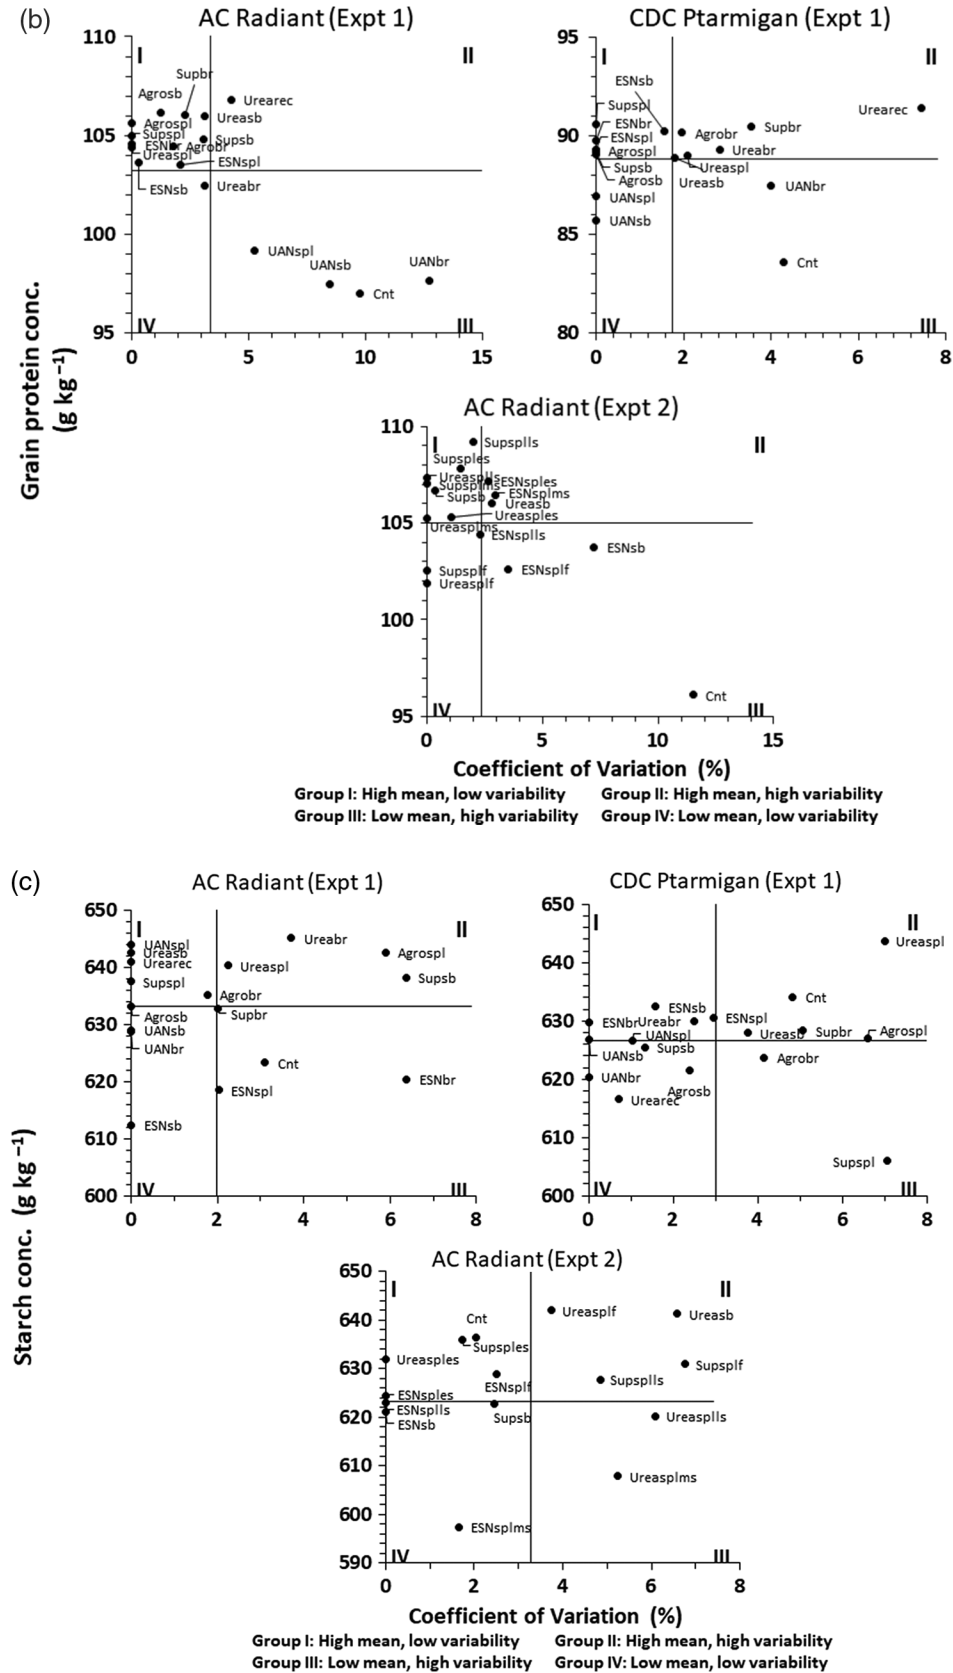 (b)
AC Radiant (Expt 1)
110
105
100
95
0
5
10
15
I
II
III
IV
Supbr
Agrosb
Urearec
Agrospl
Ureasb
Supspl
Supsb
ESNbr
Agrobr
Ureaspl
ESNspl
ESNsb
Ureabr
UANspl
UANsb
UANbr
Cnt
CDC Ptarmigan (Expt 1)
95
90
85
80
0
2
4
6
8
I
II
III
IV
ESNsb
Supspl
Urearec
ESNbr
Supbr
ESNspl
Agrobr
Agrospl
Ureabr
Supsb
Ureaspl
Agrosb
Ureasb
UANbr
UANspl
UANsb
Cnt
Grain protein conc.
(g kg⁻¹)
AC Radiant (Expt 2)
110
105
100
95
0
5
10
15
I
II
III
IV
Supsplls
Supsples
Ureasplls
ESNsples
Supsplms
ESNsplms
Supsb
Ureasb
Ureasples
Ureasplms
ESNsplls
ESNsb
Supsplf
ESNsplf
Ureasplf
Cnt
Coefficient of Variation (%)
Group I: High mean, low variability Group II: High mean, high variability
Group III: Low mean, high variability Group IV: Low mean, low variability
(c)
AC Radiant (Expt 1)
650
640
630
620
610
600
0
2
4
6
8
I
II
III
IV
UANspl
Ureabr
Ureasb
Agrospl
Urearec
Ureaspl
Supspl
Supsb
Agrobr
Agrosb
Supbr
UANsb
UANbr
Cnt
ESNspl
ESNbr
ESNsb
CDC Ptarmigan (Expt 1)
650
640
630
620
610
600
0
2
4
6
8
I
II
III
IV
Ureaspl
Cnt
ESNsb
ESNbr
Ureabr
ESNspl
UANspl
Ureasb
Supbr
Agrospl
UANsb
Supsb
Agrobr
UANbr
Agrosb
Urearec
Supspl
Starch conc. (g kg⁻¹)
AC Radiant (Expt 2)
650
640
630
620
610
600
590
0
2
4
6
8
I
II
III
IV
Cnt
Ureasplf
Ureasb
Supsples
Ureasples
Supsplf
ESNsples
ESNsplf
Supsplls
ESNsplls
Supsb
Ureasplls
ESNsb
Ureasplms
ESNsplms
Coefficient of Variation (%)
Group I: High mean, low variability Group II: High mean, high variability
Group III: Low mean, high variability Group IV: Low mean, low variability